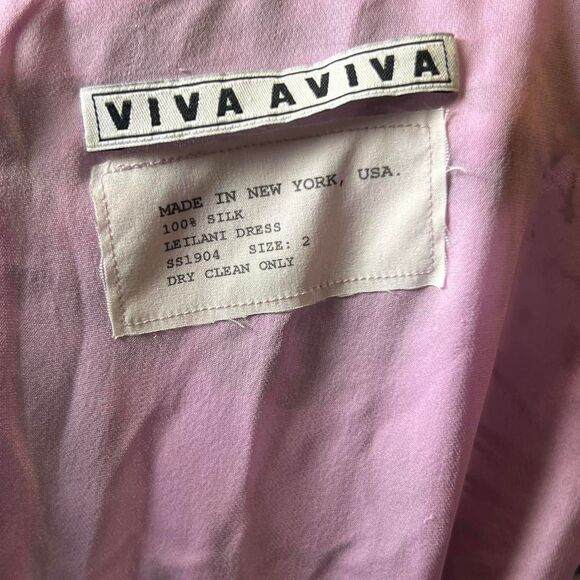 VIVA AVIVA
MADE IN NEW YORK, USA.
100% SILK
LEILANI DRESS
SS1904 SIZE: 2
DRY CLEAN ONLY